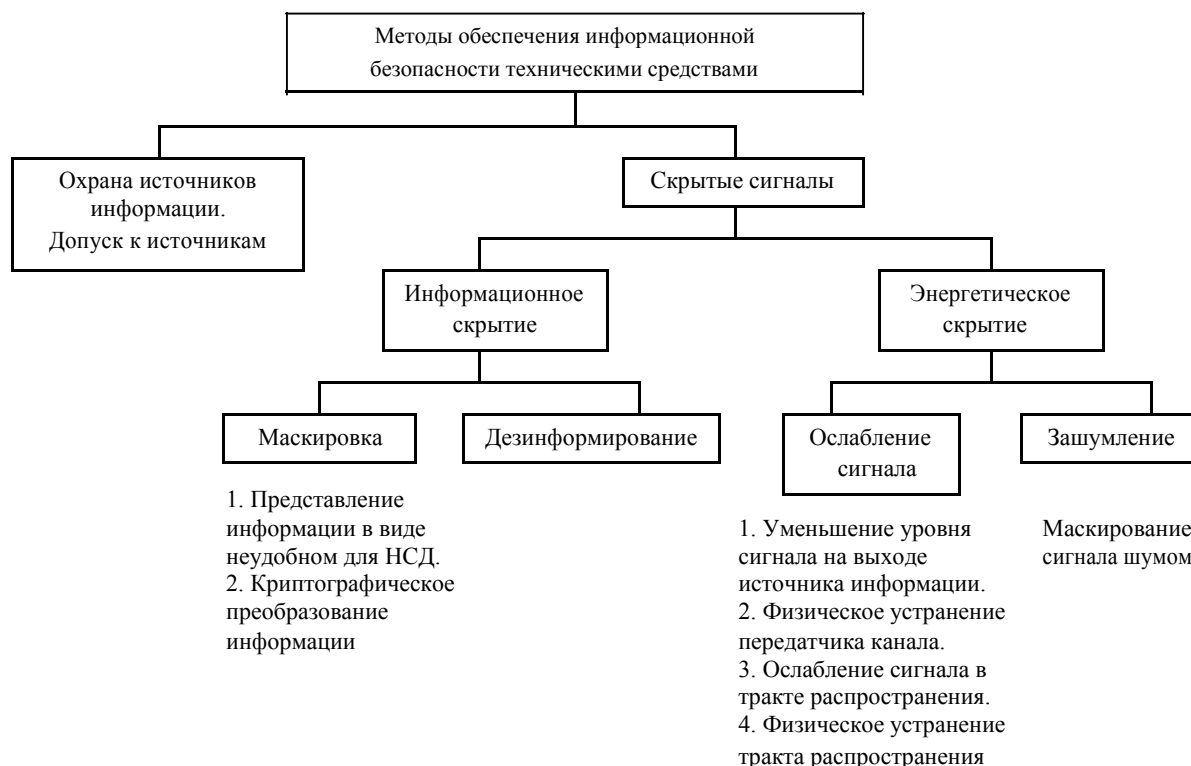 Методы обеспечения информационной
безопасности техническими средствами
Охрана источников
информации.
Допуск к источникам
Скрытые сигналы
Информационное
скрытие
Энергетическое
скрытие
Маскировка
Дезинформирование
Ослабление
сигнала
Зашумление
1. Представление
информации в виде
неудобном для НСД.
2. Криптографическое
преобразование
информации
1. Уменьшение уровня
сигнала на выходе
источника информации.
2. Физическое устранение
передатчика канала.
3. Ослабление сигнала в
тракте распространения.
4. Физическое устранение
тракта распространения
Маскирование
сигнала шумом